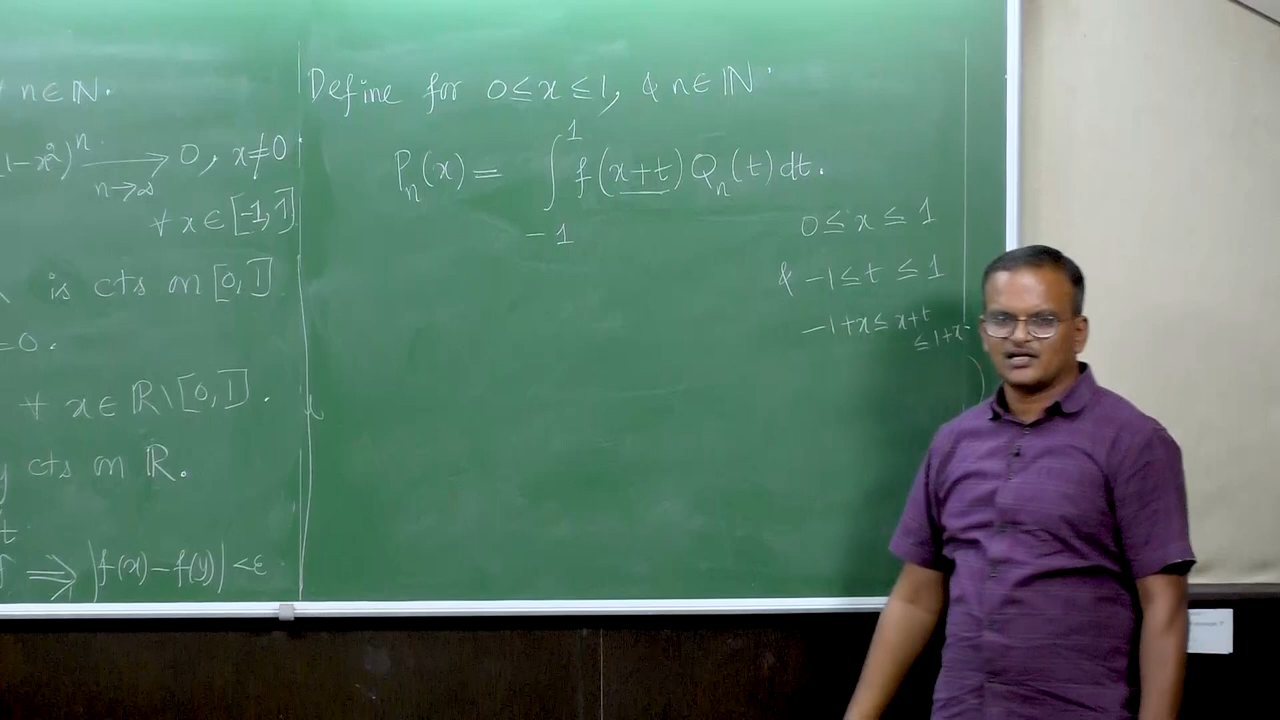 n ∈ ℕ.
(1-x²)ⁿ → 0, x≠0
n→∞
∀ x ∈ [-1, 1]
is cts on [0,1]
=0.
∀ x ∈ ℝ\[0,1].
cts on ℝ.
⟹ |f(x)-f(y)| <ε
Define for 0≤x≤1, & n∈ℕ.
Pₙ(x) = ∫₋₁¹ f(x+t) Qₙ(t) dt.
0 ≤ x ≤ 1
& -1 ≤ t ≤ 1
-1+x ≤ x+t
≤ 1+x